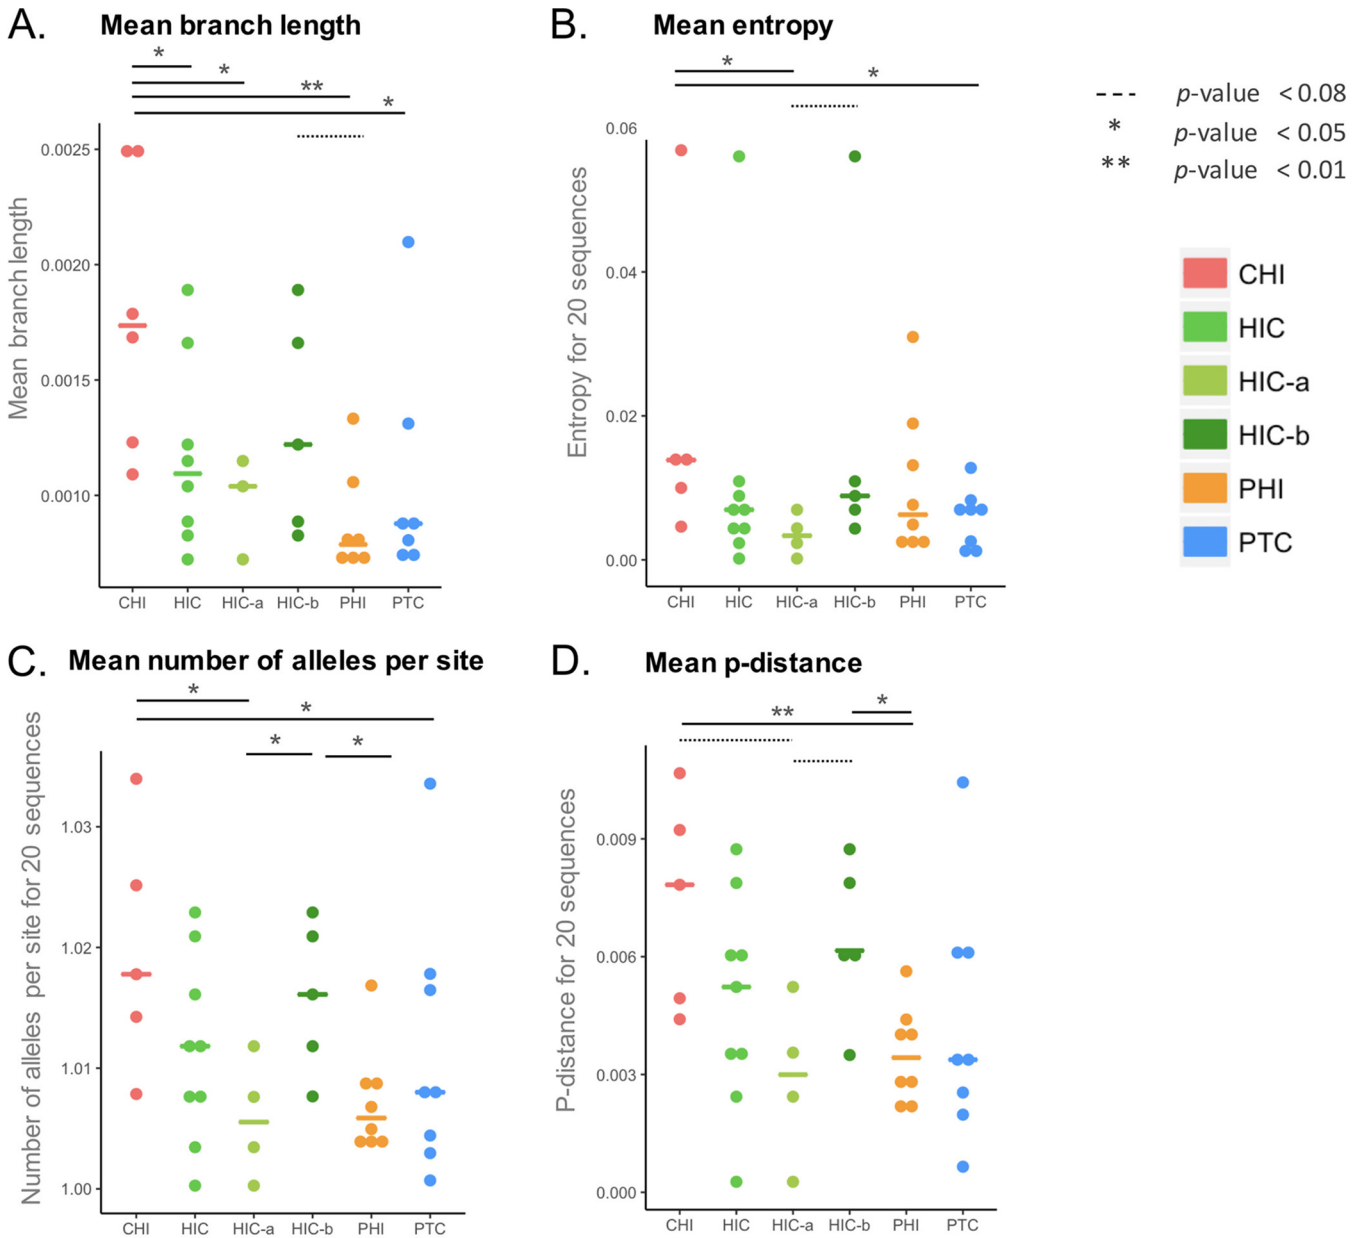 A. Mean branch length
*
*
**
*
Mean branch length
0.0025
0.0020
0.0015
0.0010
CHI HIC HIC-a HIC-b PHI PTC
B. Mean entropy
*
*
Entropy for 20 sequences
0.06
0.04
0.02
0.00
CHI HIC HIC-a HIC-b PHI PTC
--- p-value < 0.08
* p-value < 0.05
** p-value < 0.01
CHI
HIC
HIC-a
HIC-b
PHI
PTC
C. Mean number of alleles per site
*
*
* *
Number of alleles per site for 20 sequences
1.03
1.02
1.01
1.00
CHI HIC HIC-a HIC-b PHI PTC
D. Mean p-distance
*
**
P-distance for 20 sequences
0.009
0.006
0.003
0.000
CHI HIC HIC-a HIC-b PHI PTC